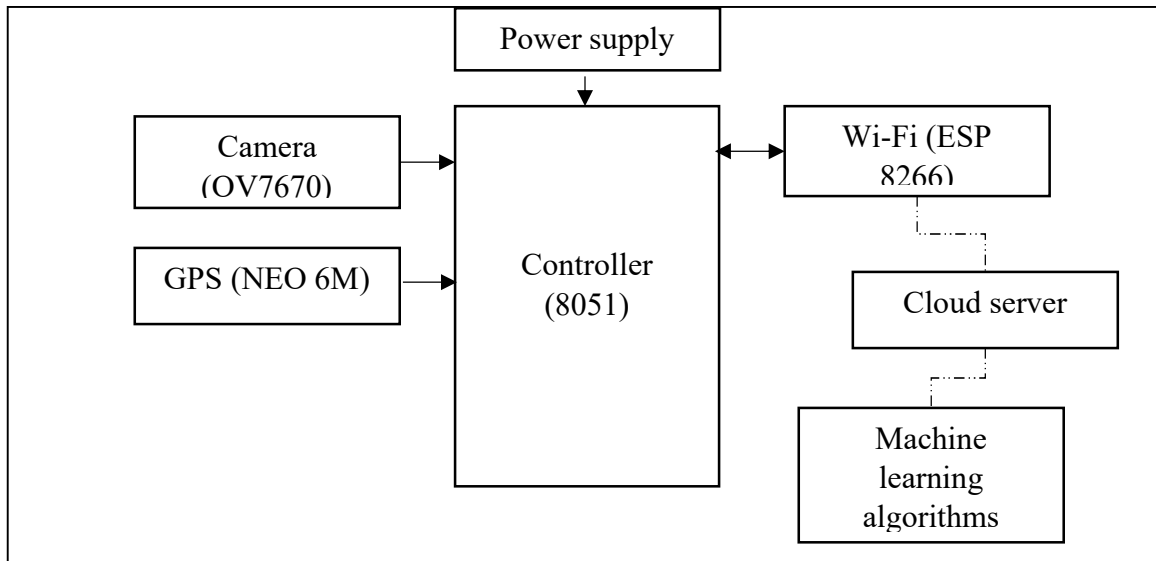 Power supply
Camera
(OV7670)
GPS (NEO 6M)
Controller
(8051)
Wi-Fi (ESP
8266)
Cloud server
Machine
learning
algorithms